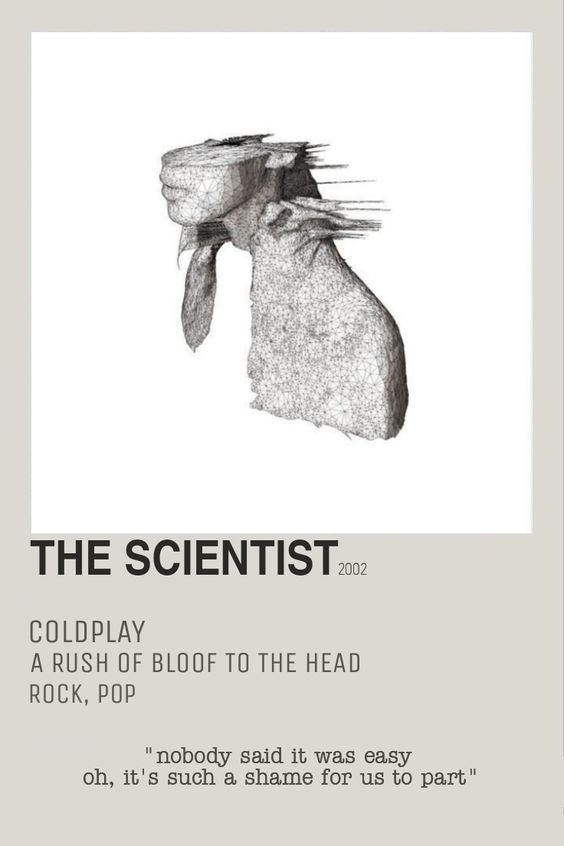 THE SCIENTIST 2002
COLDPLAY
A RUSH OF BLOOF TO THE HEAD
ROCK, POP
"nobody said it was easy
oh, it's such a shame for us to part"